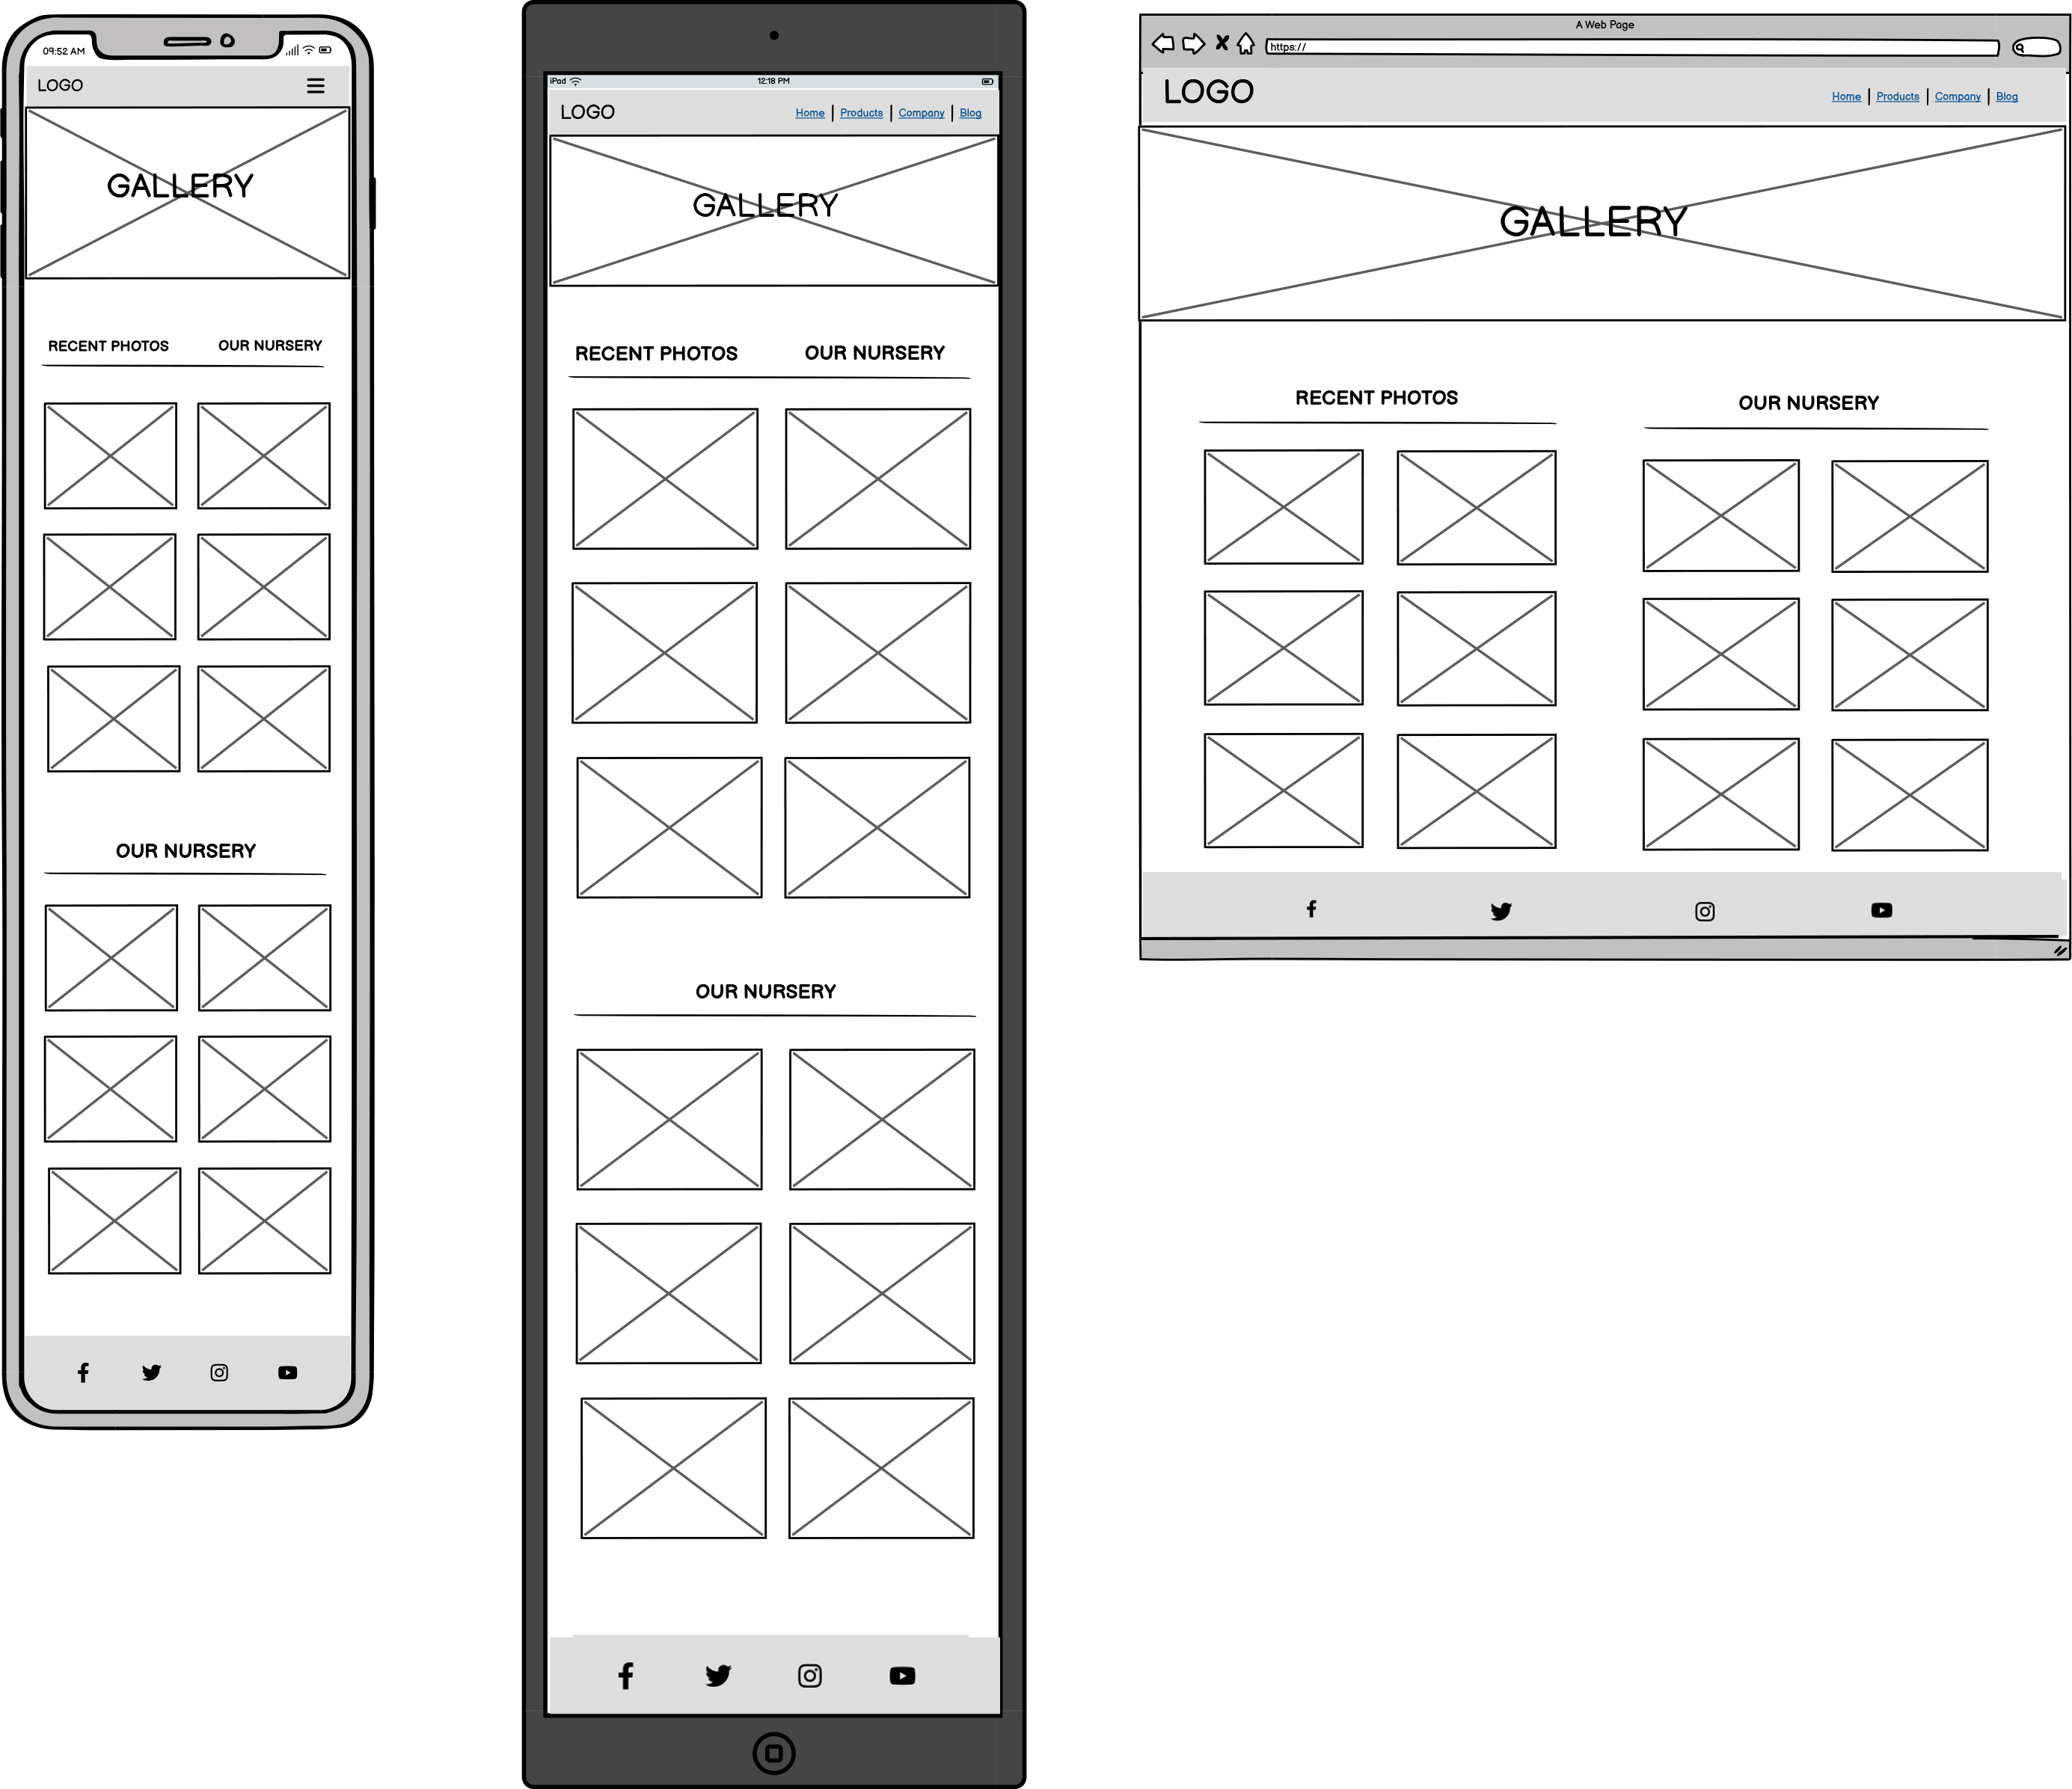 09:52 AM
LOGO
GALLERY
RECENT PHOTOS OUR NURSERY
OUR NURSERY
iPad 12:18 PM
LOGO Home Products Company Blog
GALLERY
RECENT PHOTOS OUR NURSERY
OUR NURSERY
A Web Page
https://
LOGO Home Products Company Blog
GALLERY
RECENT PHOTOS OUR NURSERY